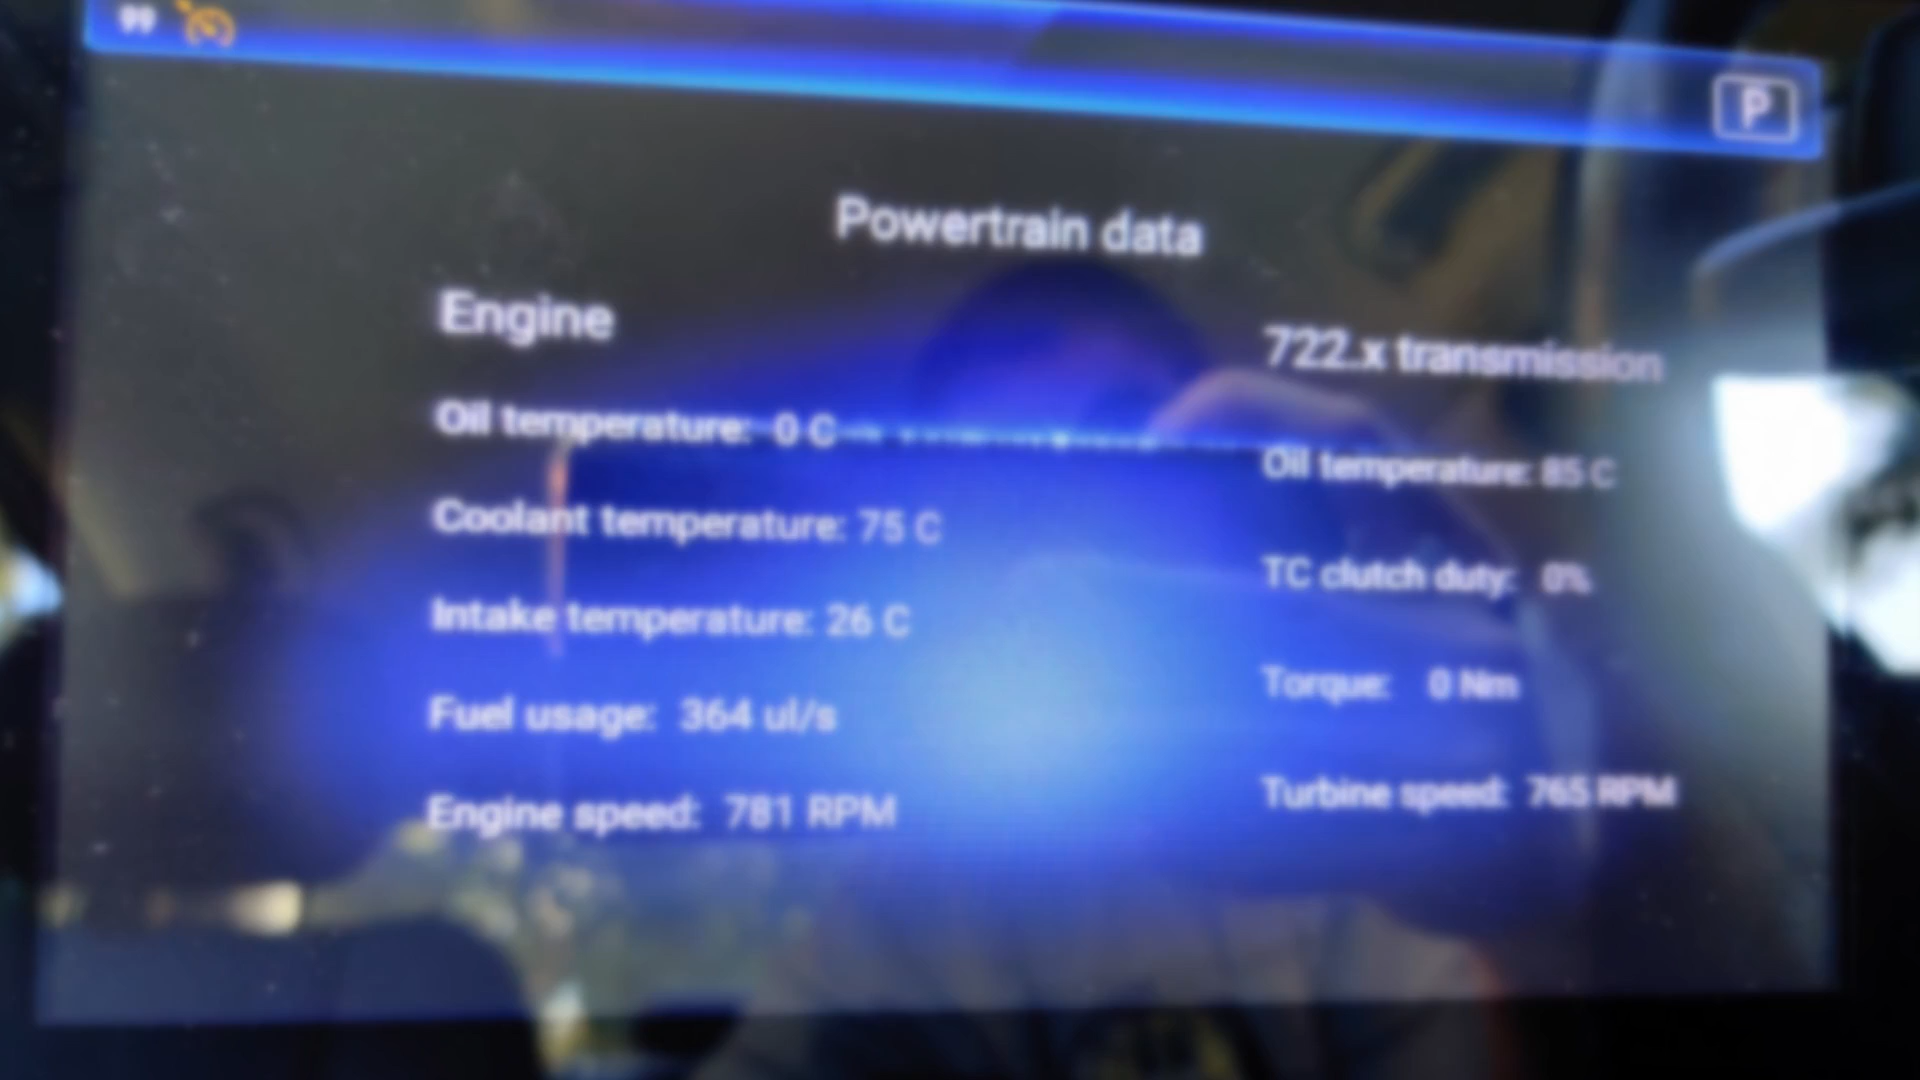 99
P
Powertrain data
Engine
Oil temperature: 0 C
Coolant temperature: 75 C
Intake temperature: 26 C
Fuel usage: 364 ul/s
Engine speed: 781 RPM
722.x transmission
Oil temperature: 85 C
TC clutch duty: 0%
Torque: 0 Nm
Turbine speed: 765 RPM